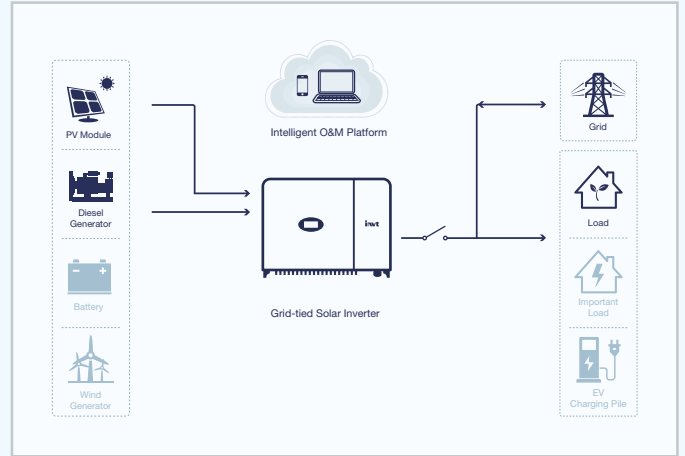 Intelligent O&M Platform
PV Module
Diesel
Generator
Battery
Wind
Generator
invt
Grid-tied Solar Inverter
Grid
Load
Important
Load
EV
Charging Pile